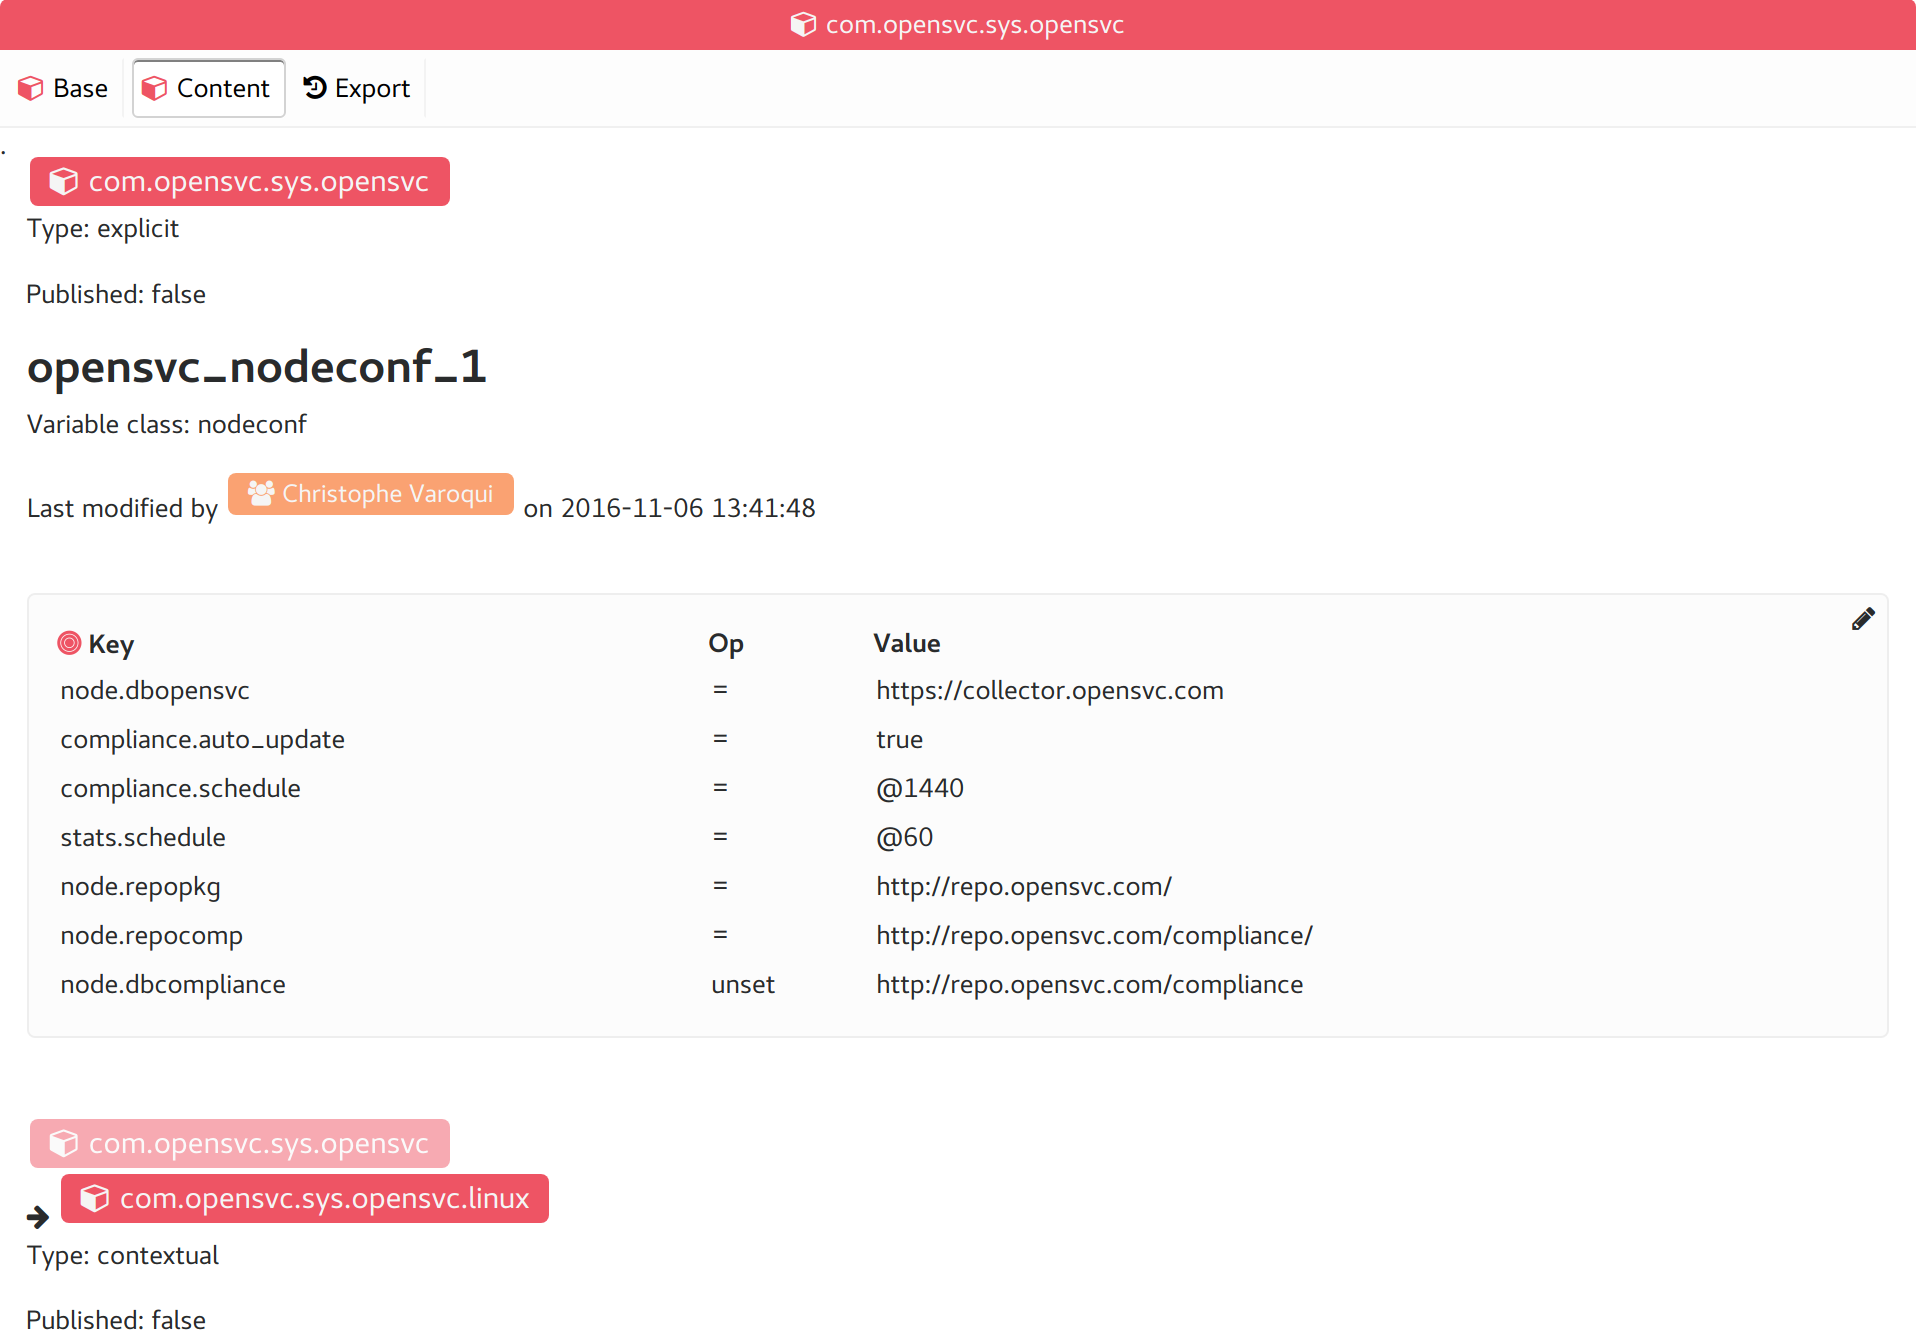 com.opensvc.sys.opensvc
Base Content Export
.
com.opensvc.sys.opensvc
Type: explicit
Published: false
opensvc_nodeconf_1
Variable class: nodeconf
Last modified by Christophe Varoqui on 2016-11-06 13:41:48
Key Op Value
node.dbopensvc = https://collector.opensvc.com
compliance.auto_update = true
compliance.schedule = @1440
stats.schedule = @60
node.repopkg = http://repo.opensvc.com/
node.repocomp = http://repo.opensvc.com/compliance/
node.dbcompliance unset http://repo.opensvc.com/compliance
com.opensvc.sys.opensvc
com.opensvc.sys.opensvc.linux
Type: contextual
Published: false